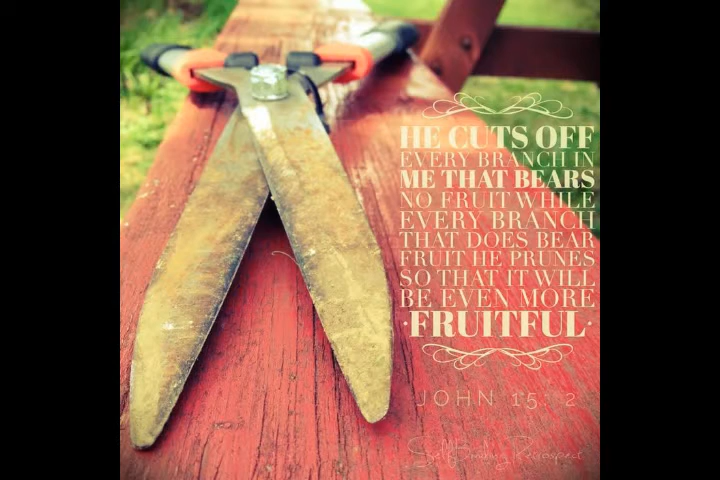 HE CUTS OFF
EVERY BRANCH IN
ME THAT BEARS
NO FRUIT WHILE
EVERY BRANCH
THAT DOES BEAR
FRUIT HE PRUNES
SO THAT IT WILL
BE EVEN MORE
·FRUITFUL·
JOHN 15: 2